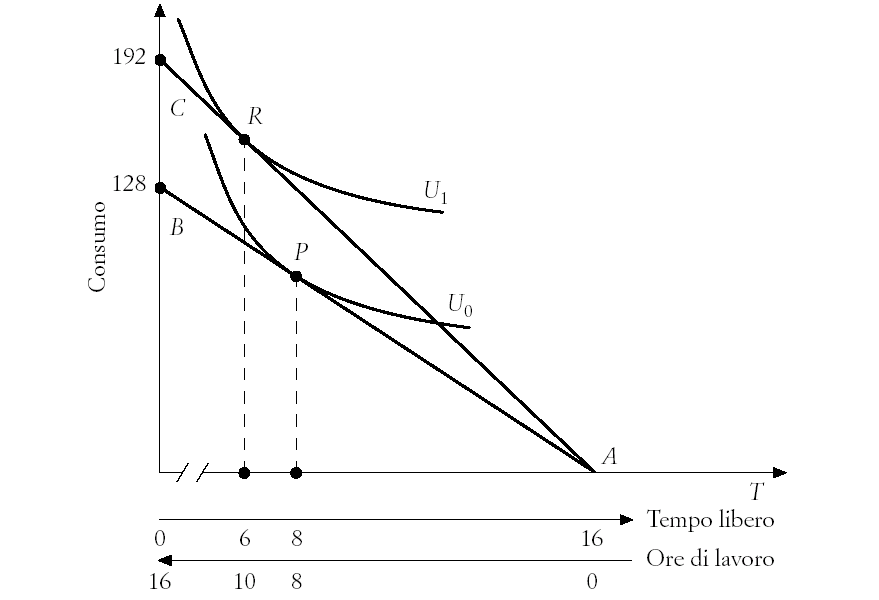 192
C
R
U1
128
B
P
U0
Consumo
A
T
Tempo libero
0 6 8 16
Ore di lavoro
16 10 8 0